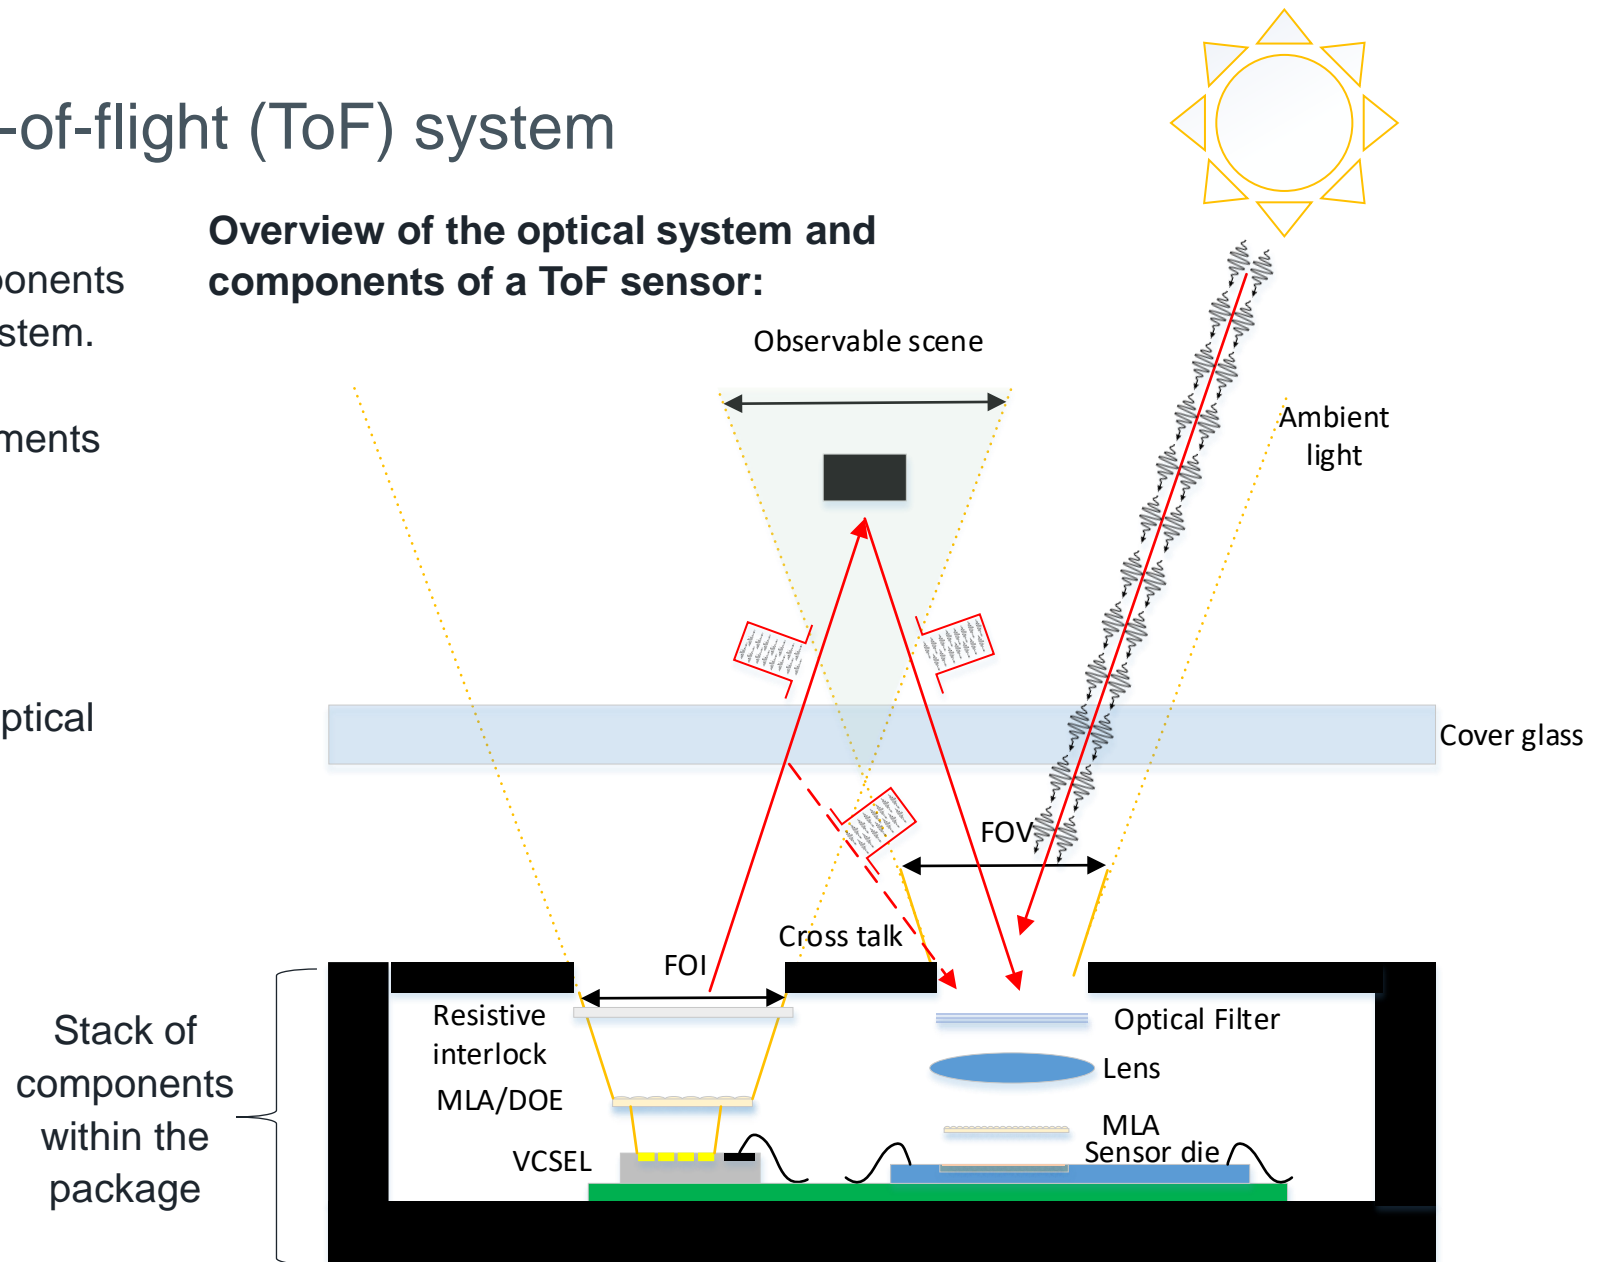 -of-flight (ToF) system
Overview of the optical system and
components of a ToF sensor:
ponents
stem.
ments
ptical
Observable scene
Ambient
light
Cover glass
FOV
Cross talk
FOI
Resistive
interlock
MLA/DOE
VCSEL
Optical Filter
Lens
MLA
Sensor die
Stack of
components
within the
package